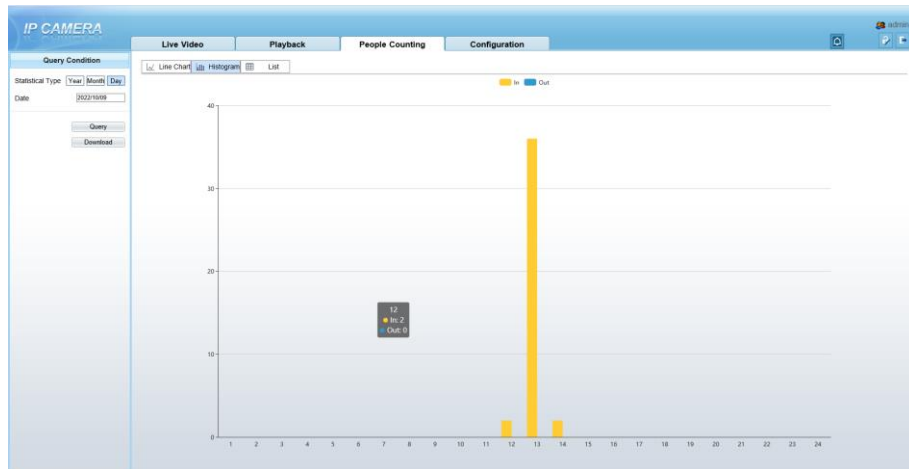 IP CAMERA
admin
Live Video Playback People Counting Configuration
Query Condition
Statistical Type Year Month Day
Date 2022/10/09
Query
Download
Line Chart Histogram List
In Out
40
30
20
12
In: 2
Out: 0
10
0
1 2 3 4 5 6 7 8 9 10 11 12 13 14 15 16 17 18 19 20 21 22 23 24